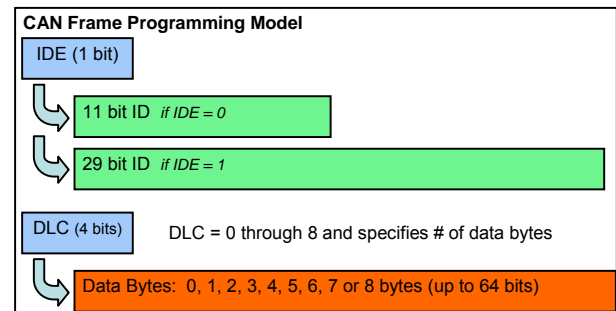 CAN Frame Programming Model
IDE (1 bit)
11 bit ID if IDE = 0
29 bit ID if IDE = 1
DLC (4 bits) DLC = 0 through 8 and specifies # of data bytes
Data Bytes: 0, 1, 2, 3, 4, 5, 6, 7 or 8 bytes (up to 64 bits)